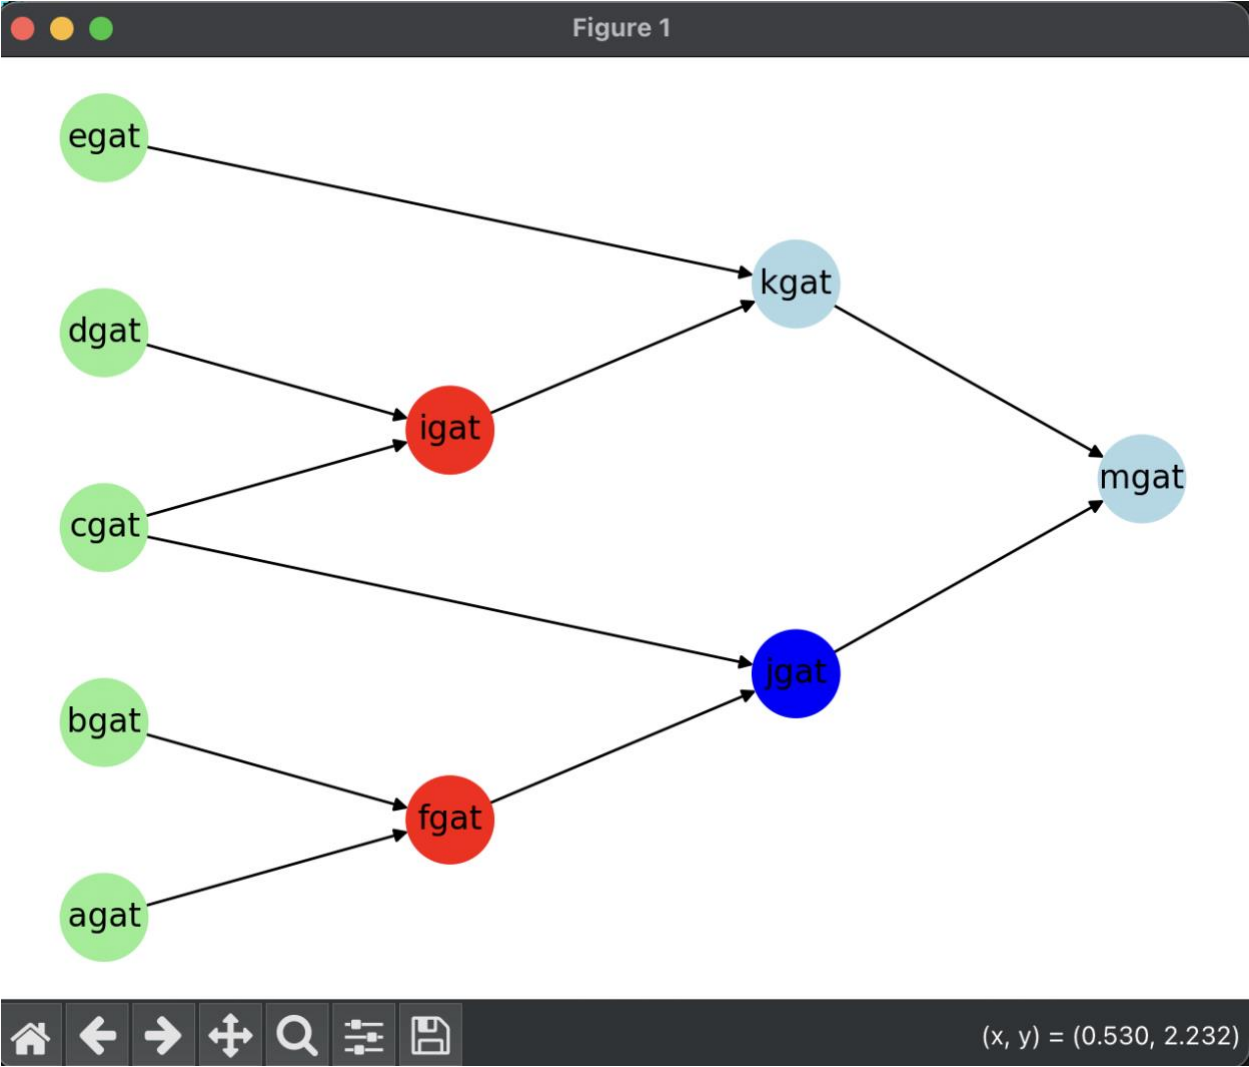 Figure 1
egat
kgat
dgat
igat
mgat
cgat
jgat
bgat
fgat
agat
(x, y) = (0.530, 2.232)